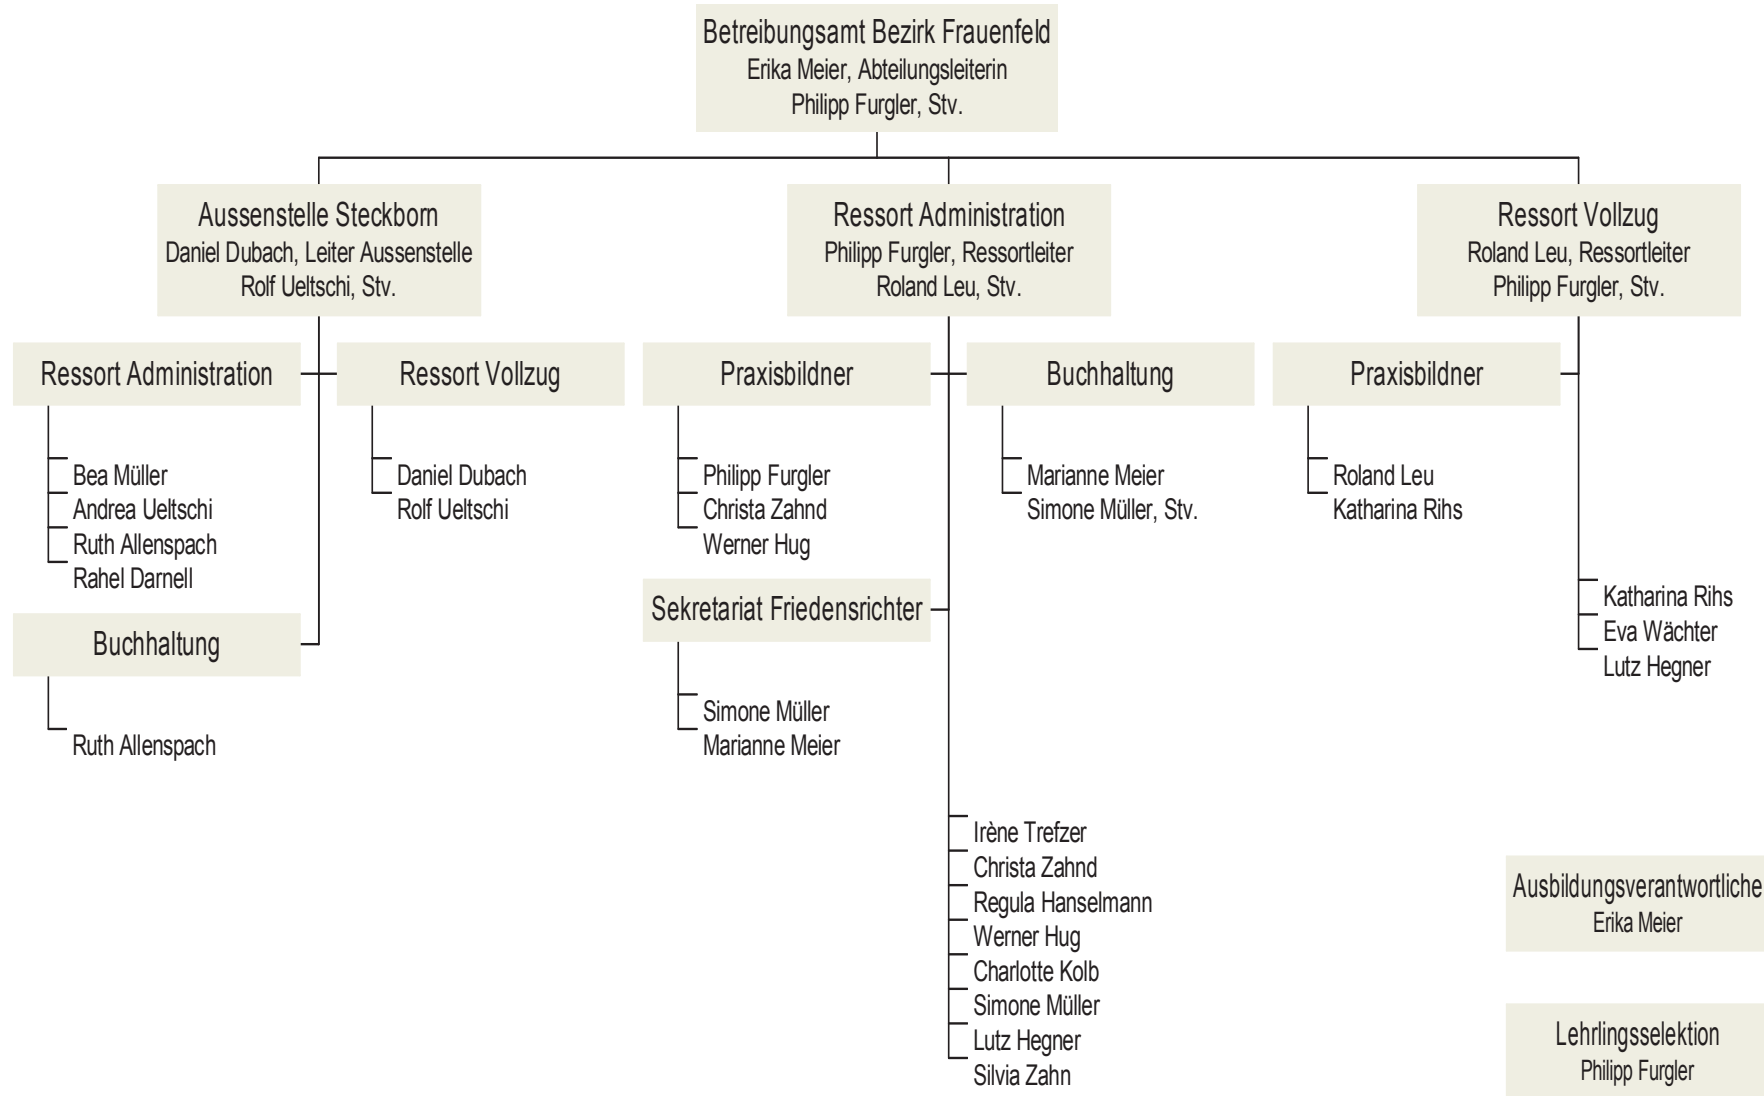 Betreibungsamt Bezirk Frauenfeld
Erika Meier, Abteilungsleiterin
Philipp Furgler, Stv.
Aussenstelle Steckborn
Daniel Dubach, Leiter Aussenstelle
Rolf Ueltschi, Stv.
Ressort Administration
Bea Müller
Andrea Ueltschi
Ruth Allenspach
Rahel Darnell
Ressort Vollzug
Daniel Dubach
Rolf Ueltschi
Buchhaltung
Ruth Allenspach
Ressort Administration
Philipp Furgler, Ressortleiter
Roland Leu, Stv.
Praxisbildner
Philipp Furgler
Christa Zahnd
Werner Hug
Buchhaltung
Marianne Meier
Simone Müller, Stv.
Sekretariat Friedensrichter
Simone Müller
Marianne Meier
Irène Trefzer
Christa Zahnd
Regula Hanselmann
Werner Hug
Charlotte Kolb
Simone Müller
Lutz Hegner
Silvia Zahn
Ressort Vollzug
Roland Leu, Ressortleiter
Philipp Furgler, Stv.
Praxisbildner
Roland Leu
Katharina Rihs
Katharina Rihs
Eva Wächter
Lutz Hegner
Ausbildungsverantwortliche
Erika Meier
Lehrlingsselektion
Philipp Furgler